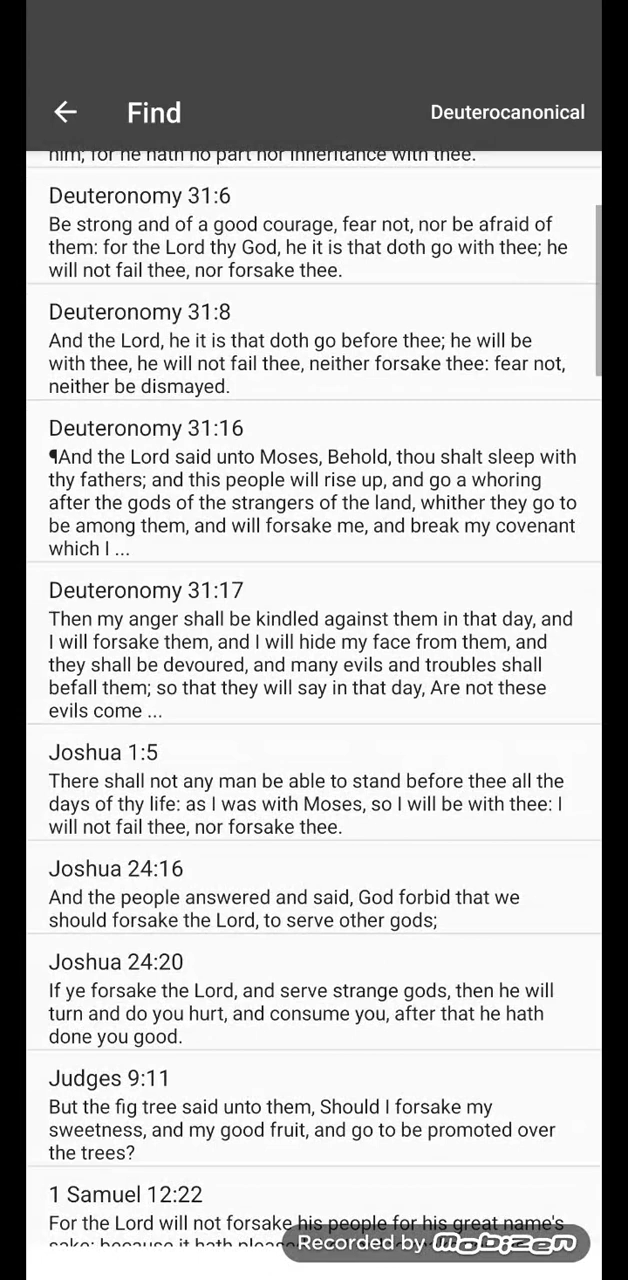 Find
Deuterocanonical
him; for he hath no part nor inheritance with thee.
Deuteronomy 31:6
Be strong and of a good courage, fear not, nor be afraid of
them: for the Lord thy God, he it is that doth go with thee; he
will not fail thee, nor forsake thee.
Deuteronomy 31:8
And the Lord, he it is that doth go before thee; he will be
with thee, he will not fail thee, neither forsake thee: fear not,
neither be dismayed.
Deuteronomy 31:16
¶And the Lord said unto Moses, Behold, thou shalt sleep with
thy fathers; and this people will rise up, and go a whoring
after the gods of the strangers of the land, whither they go to
be among them, and will forsake me, and break my covenant
which I ...
Deuteronomy 31:17
Then my anger shall be kindled against them in that day, and
I will forsake them, and I will hide my face from them, and
they shall be devoured, and many evils and troubles shall
befall them; so that they will say in that day, Are not these
evils come ...
Joshua 1:5
There shall not any man be able to stand before thee all the
days of thy life: as I was with Moses, so I will be with thee: I
will not fail thee, nor forsake thee.
Joshua 24:16
And the people answered and said, God forbid that we
should forsake the Lord, to serve other gods;
Joshua 24:20
If ye forsake the Lord, and serve strange gods, then he will
turn and do you hurt, and consume you, after that he hath
done you good.
Judges 9:11
But the fig tree said unto them, Should I forsake my
sweetness, and my good fruit, and go to be promoted over
the trees?
1 Samuel 12:22
For the Lord will not forsake his people for his great name's
sake: because it hath
Recorded by Mobizen